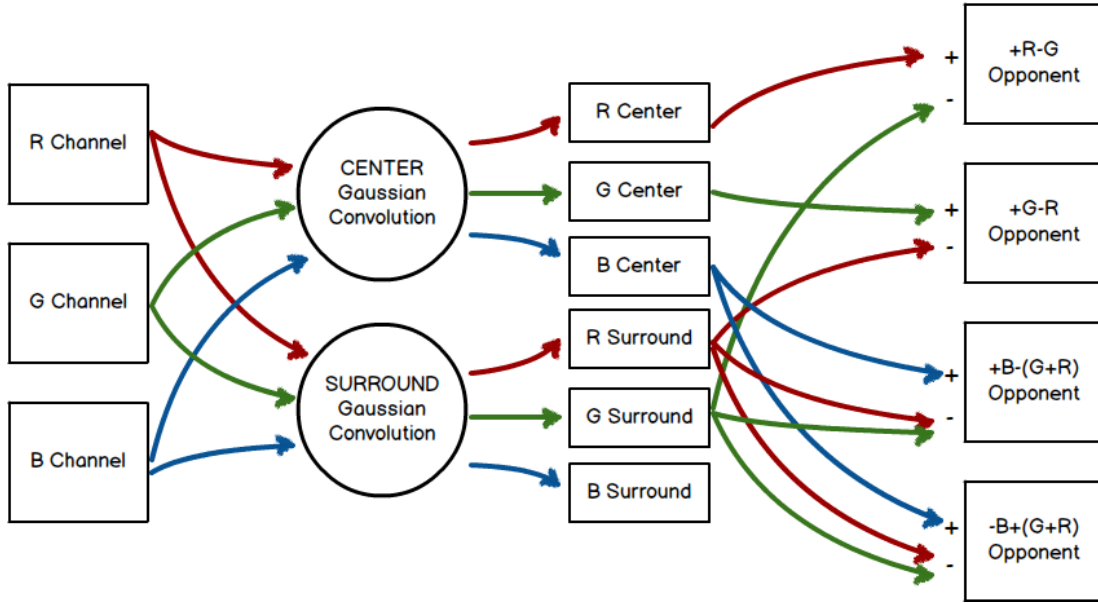 R Channel
G Channel
B Channel
CENTER
Gaussian
Convolution
SURROUND
Gaussian
Convolution
R Center
G Center
B Center
R Surround
G Surround
B Surround
+
-
+R-G
Opponent
+
-
+G-R
Opponent
+
-
+B-(G+R)
Opponent
+
-
-B+(G+R)
Opponent